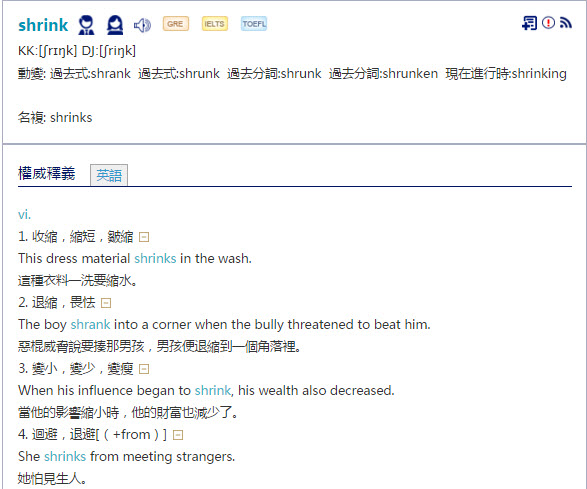 shrink GRE IELTS TOEFL
KK:[ʃrɪŋk] DJ:[ʃriŋk]
動變: 過去式:shrank 過去式:shrunk 過去分詞:shrunk 過去分詞:shrunken 現在進行時:shrinking
名複: shrinks
權威釋義 英語
vi.
1. 收縮，縮短，皺縮
This dress material shrinks in the wash.
這種衣料一洗要縮水。
2. 退縮，畏怯
The boy shrank into a corner when the bully threatened to beat him.
惡棍威脅說要揍那男孩，男孩便退縮到一個角落裡。
3. 變小，變少，變瘦
When his influence began to shrink, his wealth also decreased.
當他的影響縮小時，他的財富也減少了。
4. 迴避，退避[（+from）]
She shrinks from meeting strangers.
她怕見生人。